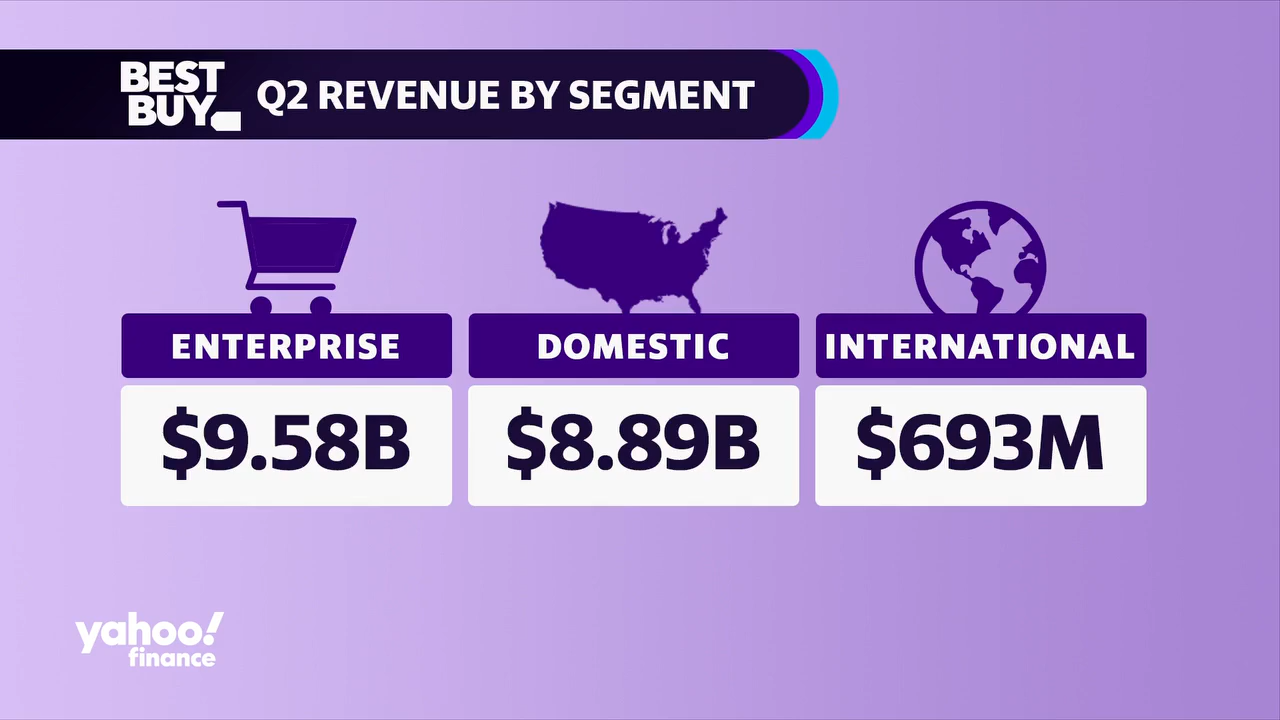 BEST
BUY
Q2 REVENUE BY SEGMENT
ENTERPRISE
DOMESTIC
INTERNATIONAL
$9.58B
$8.89B
$693M
yahoo!
finance